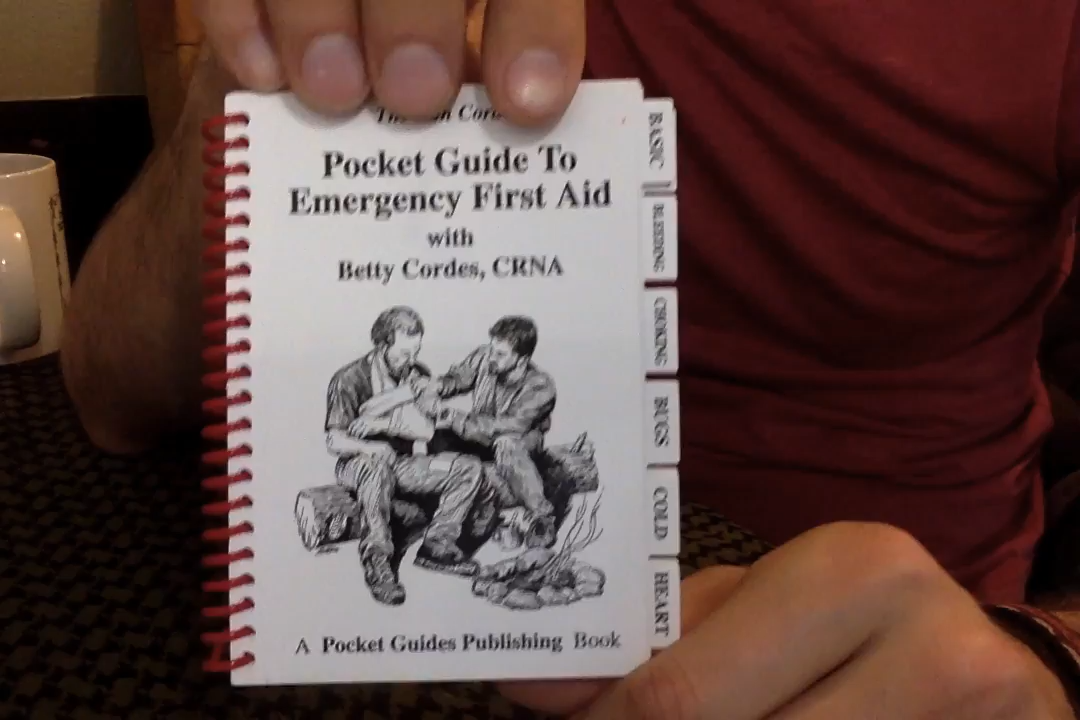 Pocket Guide To
Emergency First Aid
with
Betty Cordes, CRNA
A Pocket Guides Publishing Book
BASIC
BLEEDING
CHOKING
BUGS
COLD
HEART